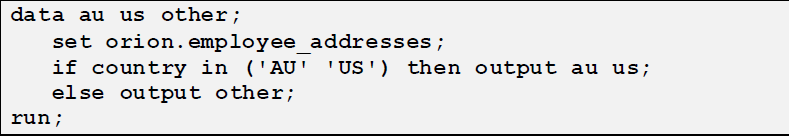 data au us other;
set orion.employee_addresses;
if country in ('AU' 'US') then output au us;
else output other;
run;